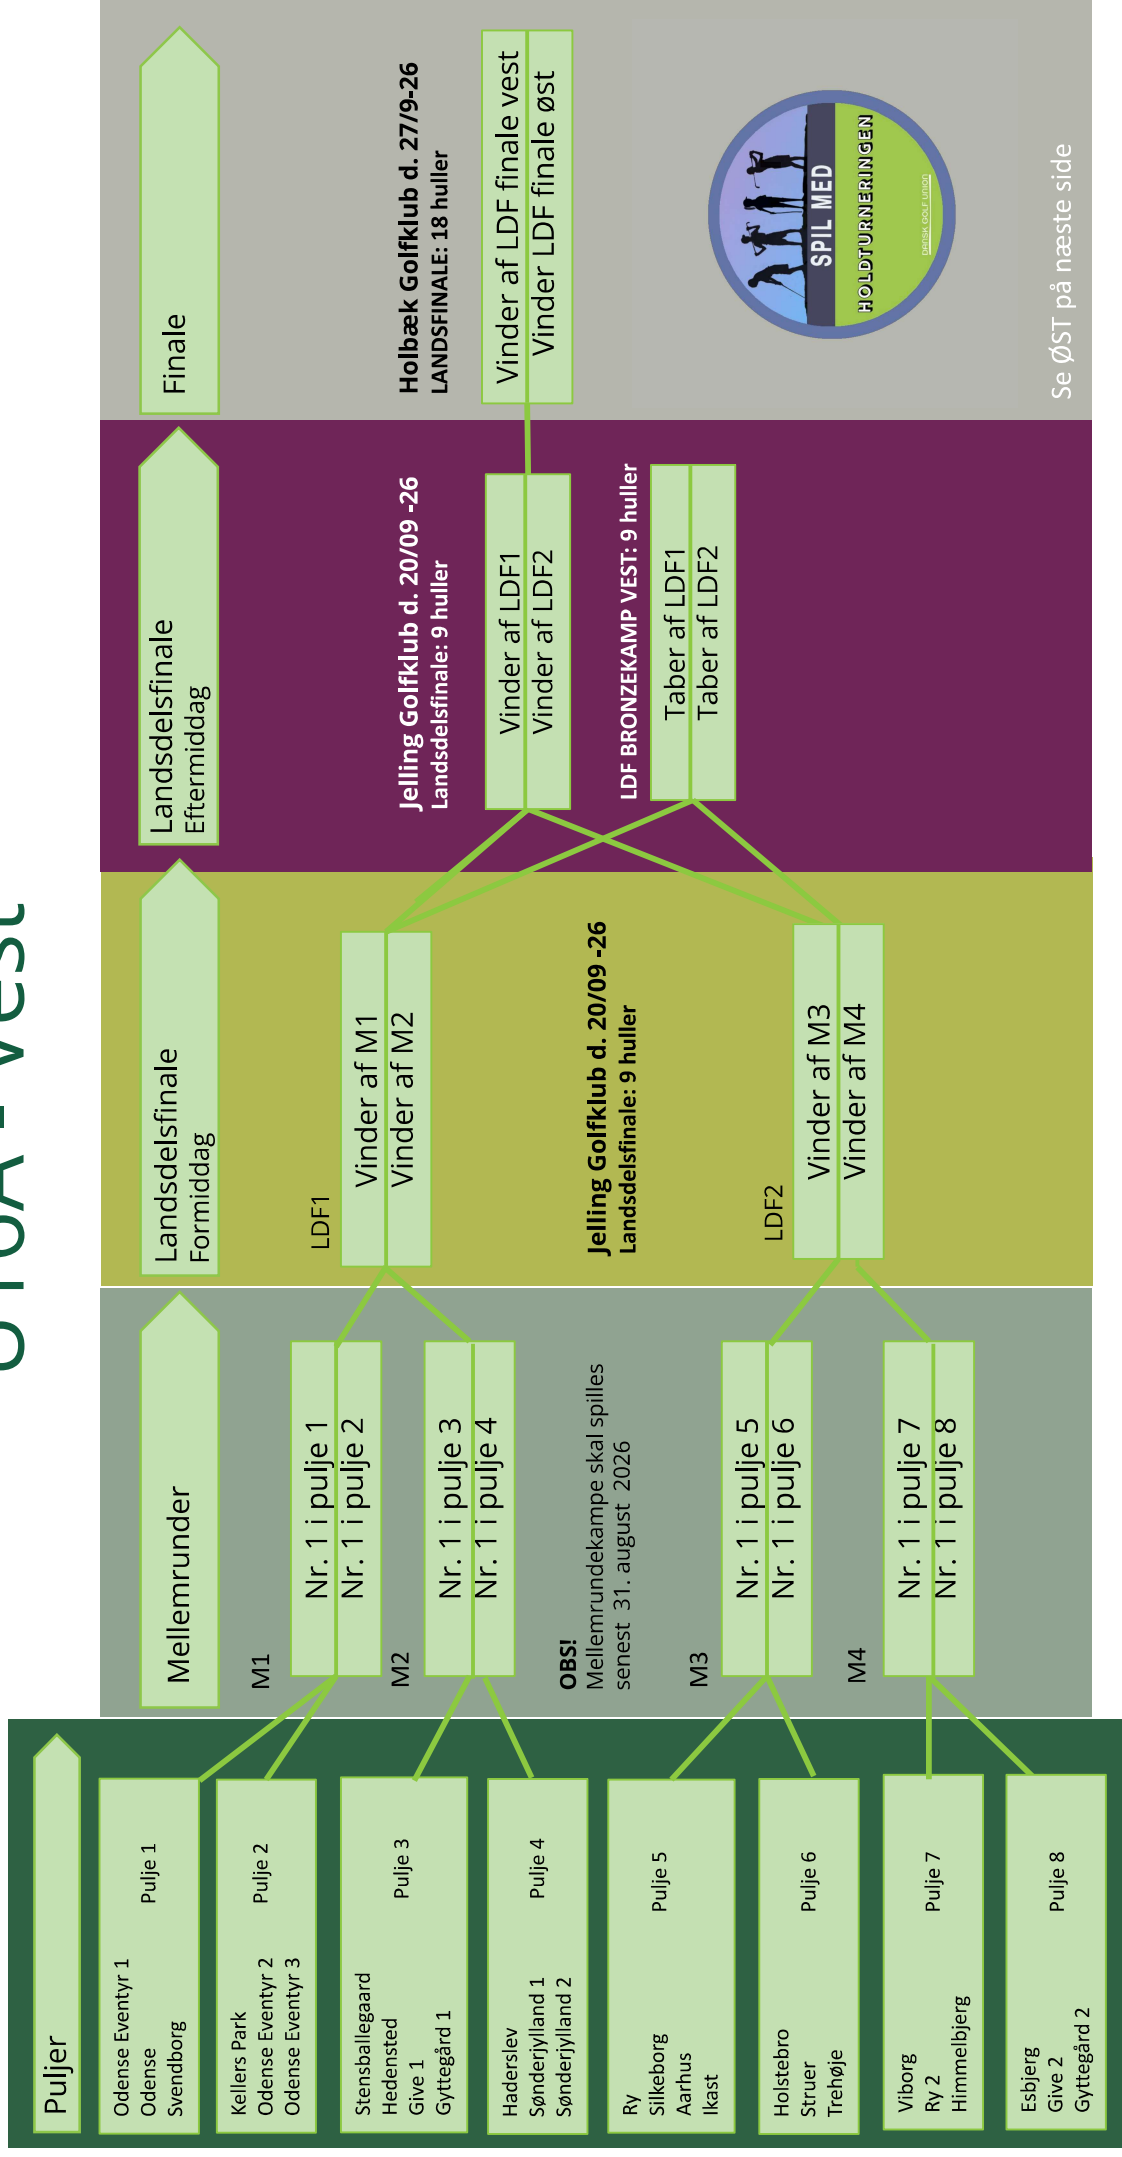 Vest
Puljer
Odense Eventyr 1
Odense
Svendborg
Pulje 1
Kellers Park
Odense Eventyr 2
Odense Eventyr 3
Pulje 2
Stensballegaard
Hedensted
Give 1
Gyttegård 1
Pulje 3
Haderslev
Sønderjylland 1
Sønderjylland 2
Pulje 4
Ry
Silkeborg
Aarhus
Ikast
Pulje 5
Holstebro
Struer
Trehøje
Pulje 6
Viborg
Ry 2
Himmelbjerg
Pulje 7
Esbjerg
Give 2
Gyttegård 2
Pulje 8
Mellemrunder
M1
Nr. 1 i pulje 1
Nr. 1 i pulje 2
M2
Nr. 1 i pulje 3
Nr. 1 i pulje 4
OBS!
Mellemrundekampe skal spilles
senest 31. august 2026
M3
Nr. 1 i pulje 5
Nr. 1 i pulje 6
M4
Nr. 1 i pulje 7
Nr. 1 i pulje 8
Landsdelsfinale
Formiddag
LDF1
Vinder af M1
Vinder af M2
Jelling Golfklub d. 20/09 -26
Landsdelsfinale: 9 huller
LDF2
Vinder af M3
Vinder af M4
Landsdelsfinale
Eftermiddag
Jelling Golfklub d. 20/09 -26
Landsdelsfinale: 9 huller
Vinder af LDF1
Vinder af LDF2
LDF BRONZEKAMP VEST: 9 huller
Taber af LDF1
Taber af LDF2
Finale
Holbæk Golfklub d. 27/9-26
LANDSFINALE: 18 huller
Vinder af LDF finale vest
Vinder LDF finale øst
SPIL MED
HOLDTURNERINGEN
DANSK GOLF UNION
Se ØST på næste side